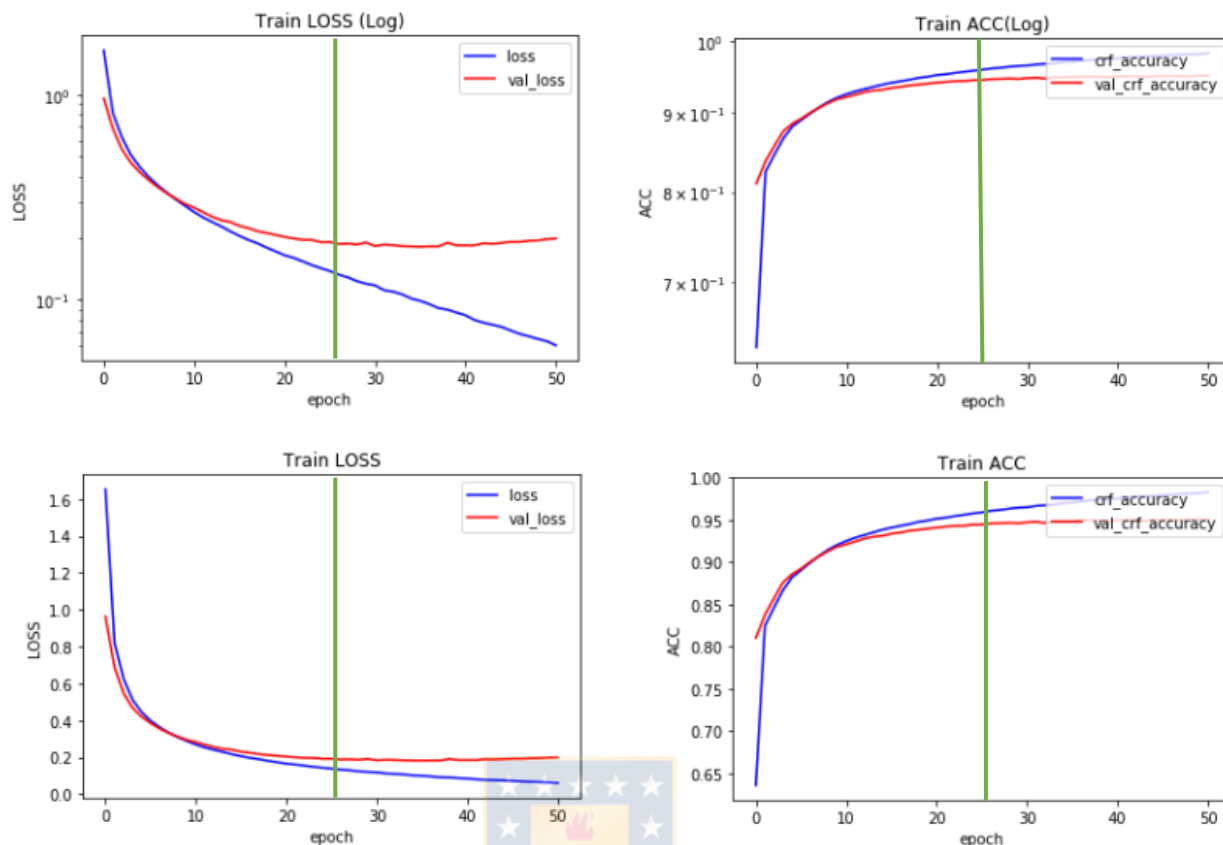 Train LOSS (Log)
loss
val_loss
10⁰
10⁻¹
LOSS
0 10 20 30 40 50
epoch
Train ACC(Log)
crf_accuracy
val_crf_accuracy
10⁰
9 × 10⁻¹
8 × 10⁻¹
7 × 10⁻¹
ACC
0 10 20 30 40 50
epoch
Train LOSS
loss
val_loss
1.6
1.4
1.2
1.0
0.8
0.6
0.4
0.2
0.0
LOSS
0 10 20 30 40 50
epoch
Train ACC
crf_accuracy
val_crf_accuracy
1.00
0.95
0.90
0.85
0.80
0.75
0.70
0.65
ACC
0 10 20 30 40 50
epoch